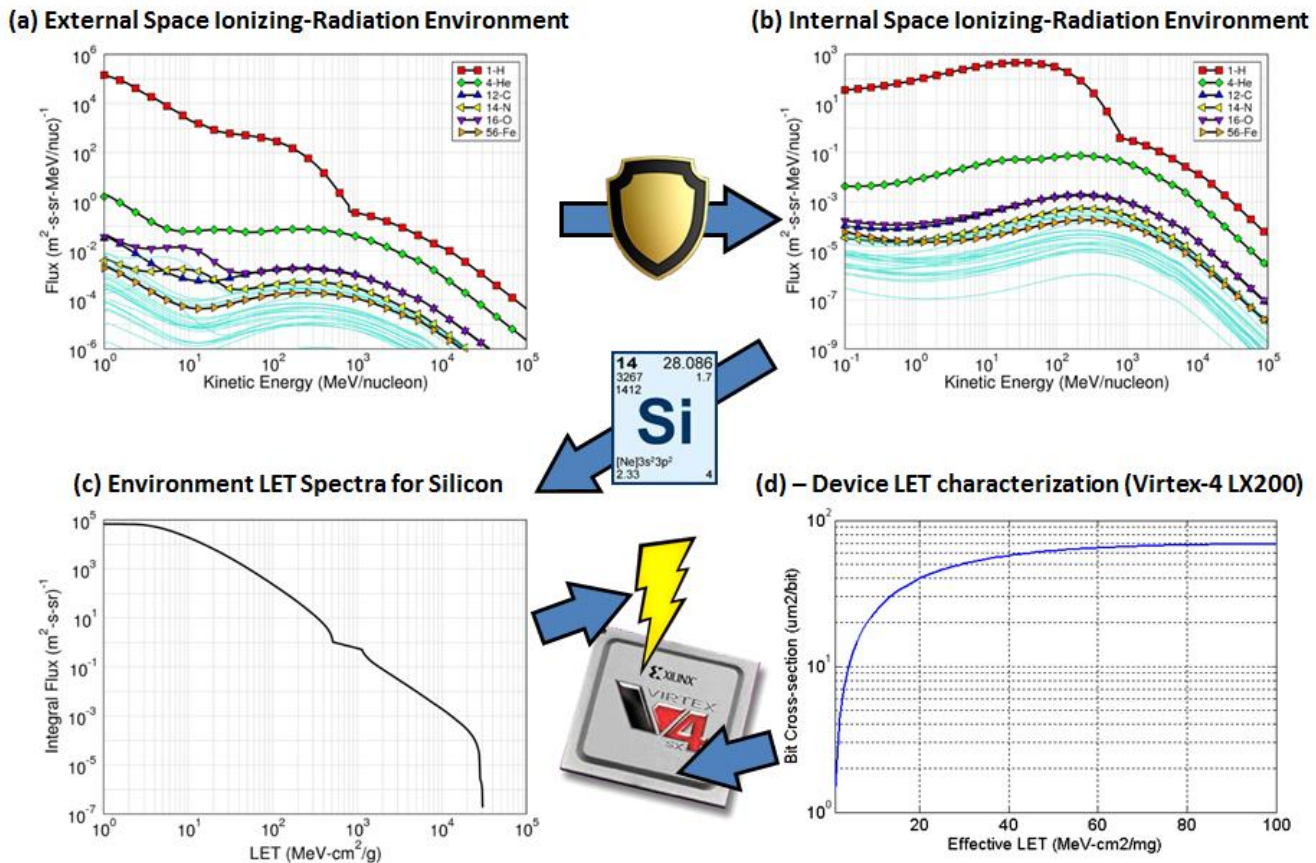 (a) External Space Ionizing-Radiation Environment
(b) Internal Space Ionizing-Radiation Environment
10^6
10^4
10^2
10^0
10^-2
10^-4
10^-6
Flux (m^2-s-sr-MeV/nuc)^-1
1-H
4-He
12-C
14-N
16-O
56-Fe
10^0 10^1 10^2 10^3 10^4 10^5
Kinetic Energy (MeV/nucleon)
10^3
10^1
10^-1
10^-3
10^-5
10^-7
10^-9
Flux (m^2-s-sr-MeV/nuc)^-1
1-H
4-He
12-C
14-N
16-O
56-Fe
10^-1 10^0 10^1 10^2 10^3 10^4 10^5
Kinetic Energy (MeV/nucleon)
14 28.086
3267 1.7
1412
Si
[Ne]3s²3p²
2.33 4
(c) Environment LET Spectra for Silicon
(d) – Device LET characterization (Virtex-4 LX200)
10^5
10^3
10^1
10^-1
10^-3
10^-5
10^-7
Integral Flux (m^2-s-sr)^-1
10^0 10^1 10^2 10^3 10^4 10^5
LET (MeV-cm^2/g)
XILINX
VIRTEX
V4
SX
10^2
10^1
10^0
Bit Cross-section (um2/bit)
20 40 60 80 100
Effective LET (MeV-cm2/mg)